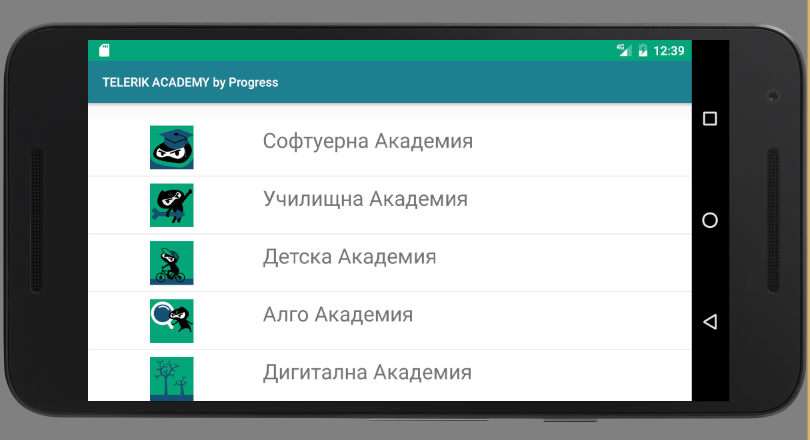 4G 12:39
TELERIK ACADEMY by Progress
Софтуерна Академия
Училищна Академия
Детска Академия
Алго Академия
Дигитална Академия